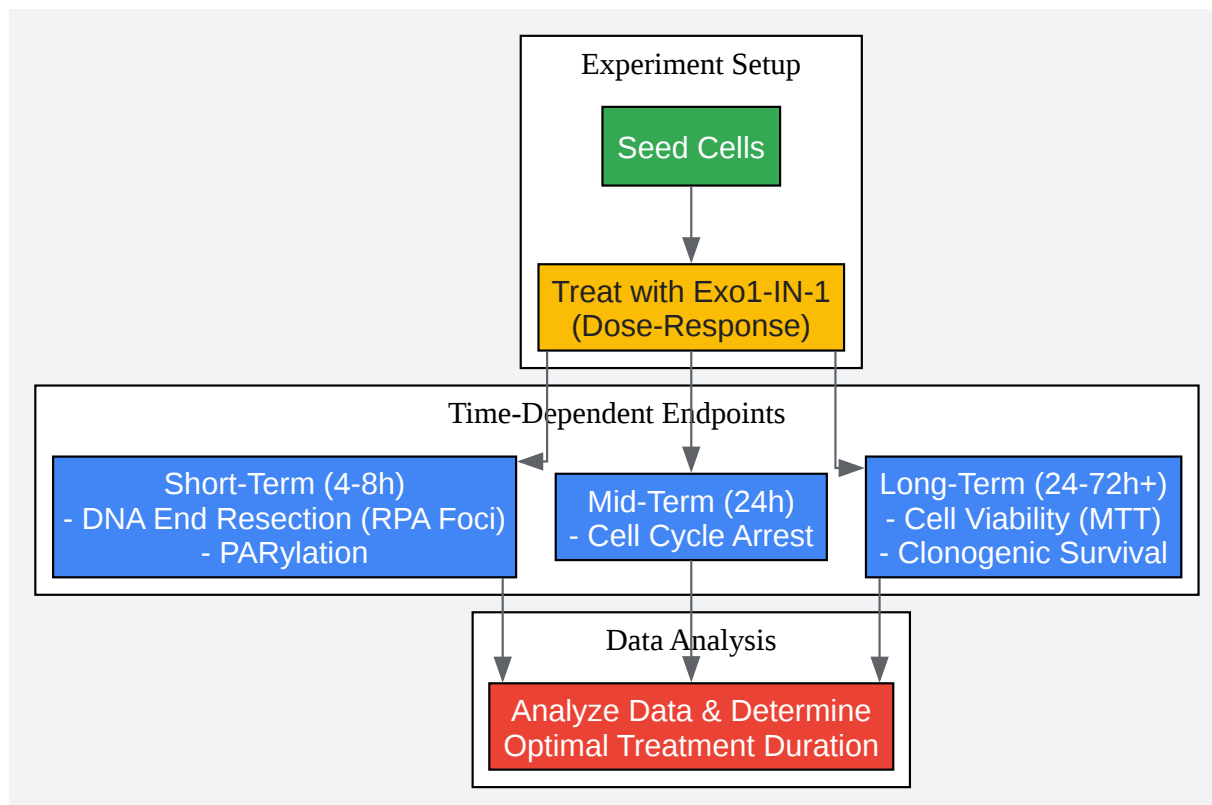 Experiment Setup
Seed Cells
Treat with Exo1-IN-1
(Dose-Response)
Time-Dependent Endpoints
Short-Term (4-8h)
- DNA End Resection (RPA Foci)
- PARylation
Mid-Term (24h)
- Cell Cycle Arrest
Long-Term (24-72h+)
- Cell Viability (MTT)
- Clonogenic Survival
Data Analysis
Analyze Data & Determine
Optimal Treatment Duration